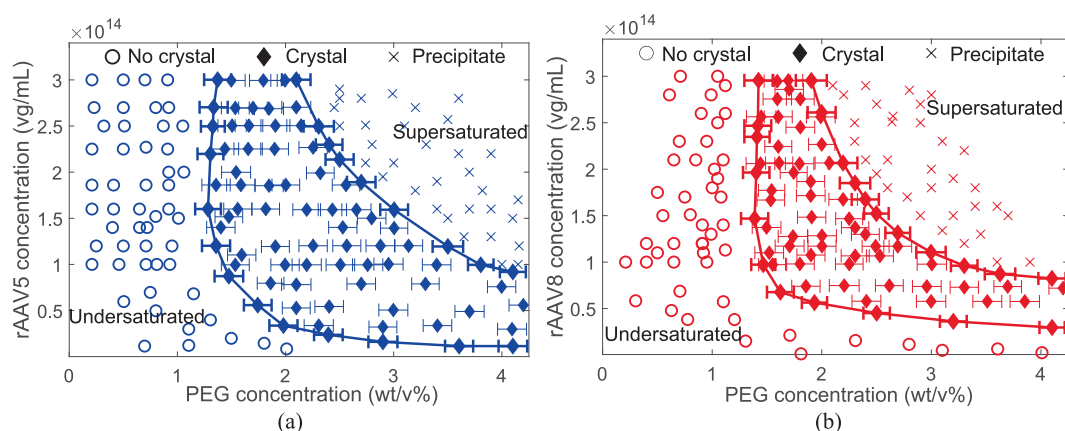 × 10^14
○ No crystal ◆ Crystal × Precipitate
3
2.5
2
1.5
1
0.5
rAAV5 concentration (vg/mL)
Supersaturated
Undersaturated
0 1 2 3 4
PEG concentration (wt/v%)
(a)
× 10^14
○ No crystal ◆ Crystal × Precipitate
3
2.5
2
1.5
1
0.5
0
rAAV8 concentration (vg/mL)
Supersaturated
Undersaturated
0 1 2 3 4
PEG concentration (wt/v%)
(b)